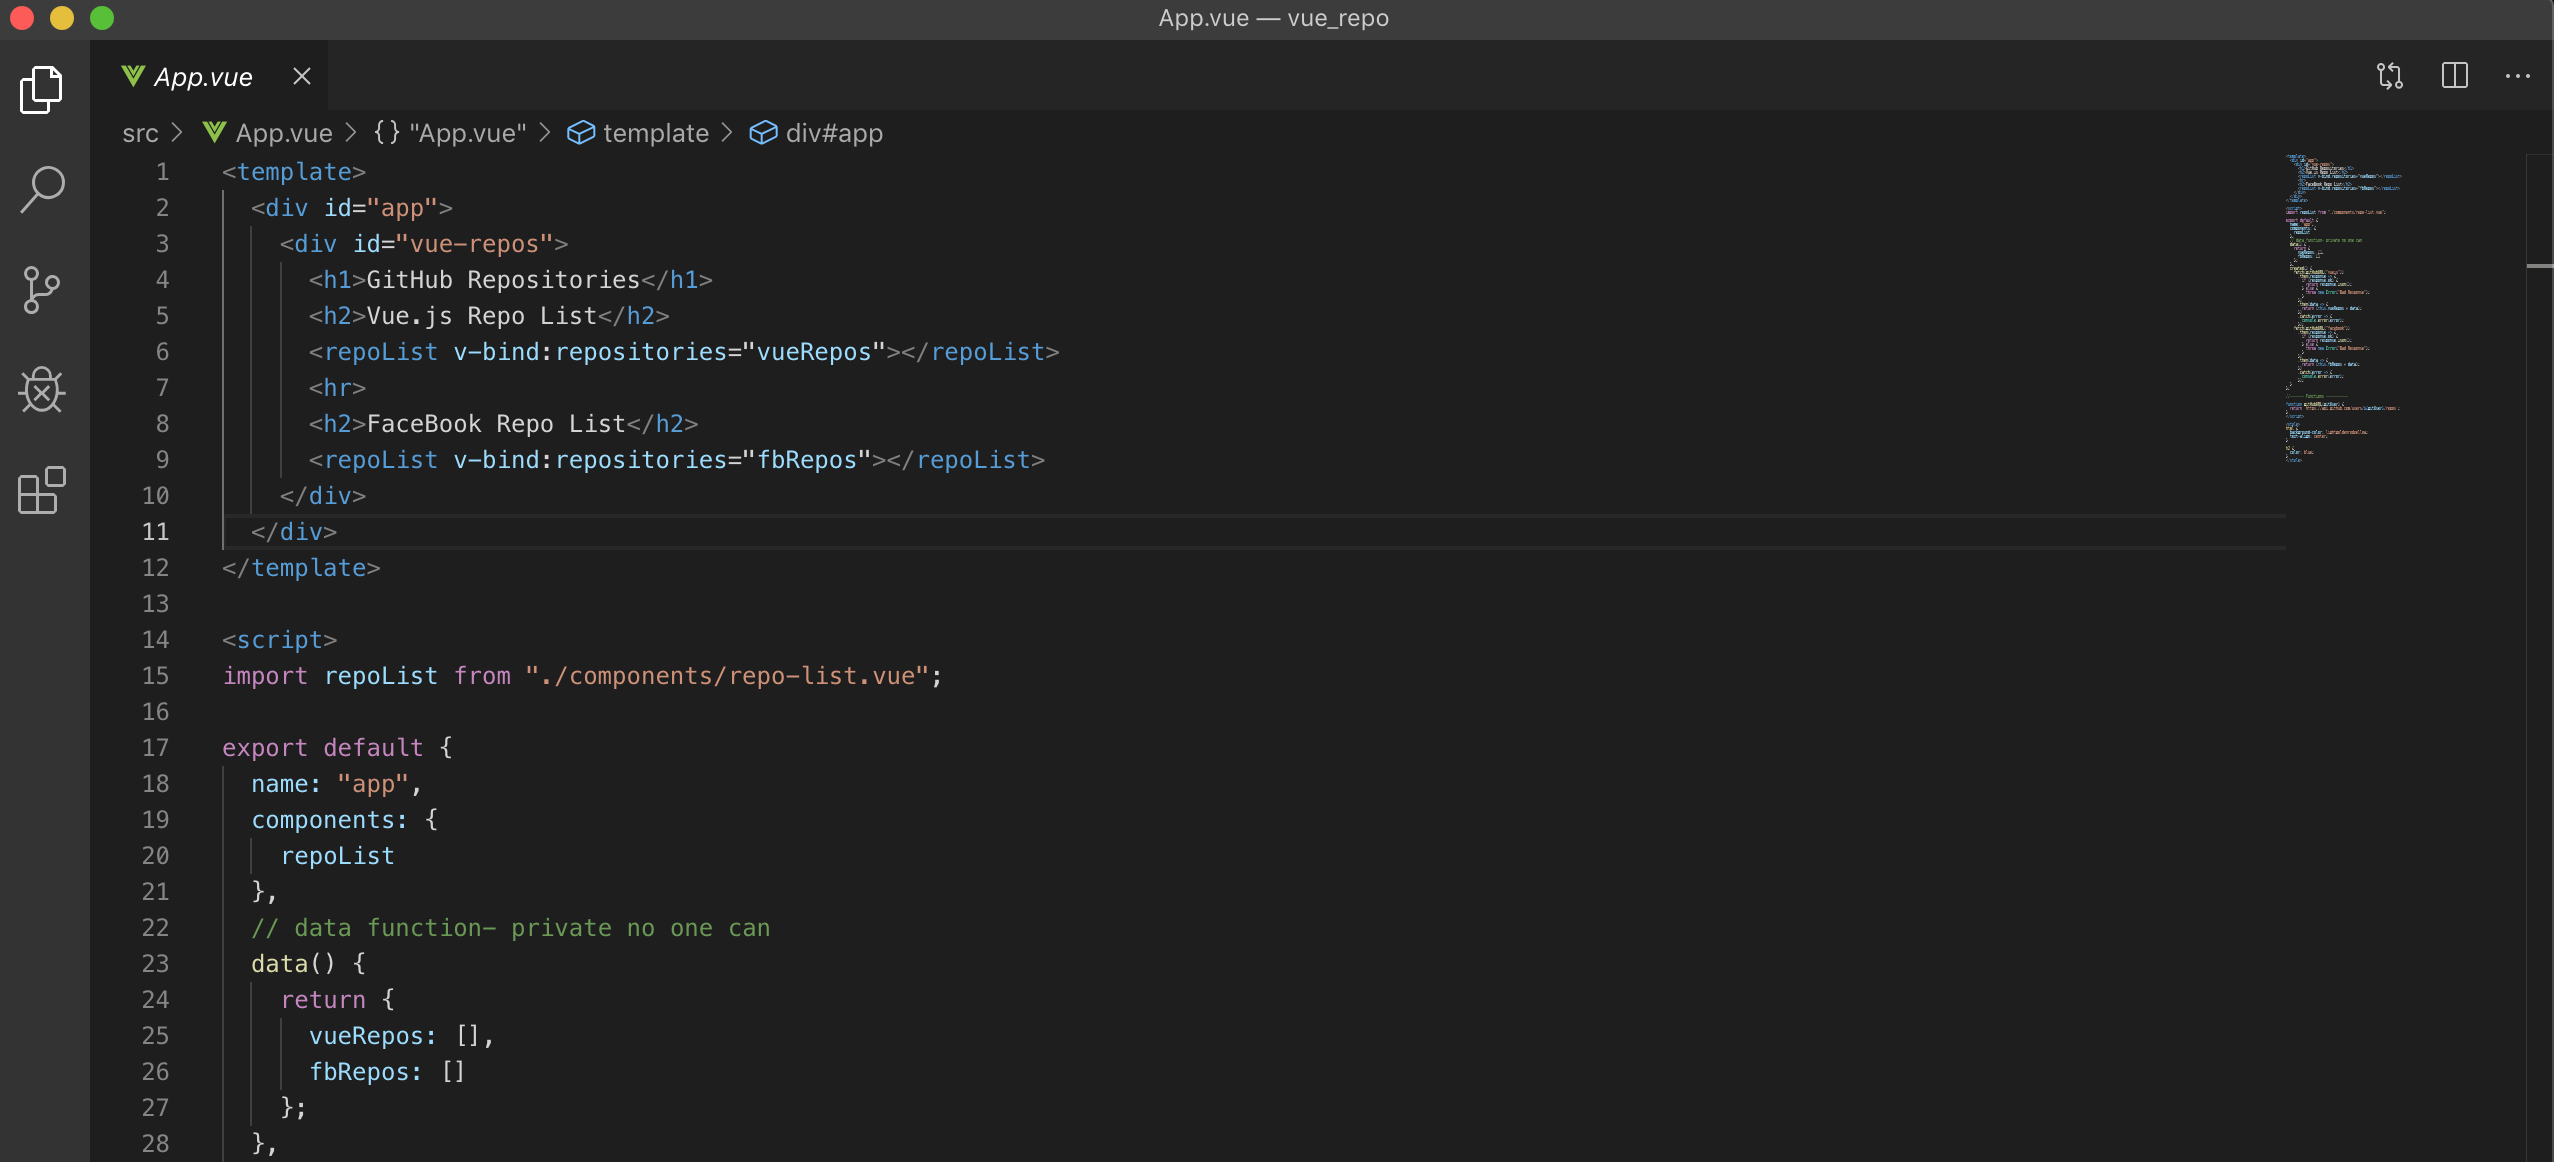 App.vue — vue_repo
App.vue
src > App.vue > {} "App.vue" > template > div#app
1 <template>
2   <div id="app">
3     <div id="vue-repos">
4       <h1>GitHub Repositories</h1>
5       <h2>Vue.js Repo List</h2>
6       <repoList v-bind:repositories="vueRepos"></repoList>
7       <hr>
8       <h2>FaceBook Repo List</h2>
9       <repoList v-bind:repositories="fbRepos"></repoList>
10     </div>
11   </div>
12 </template>
13
14 <script>
15 import repoList from "./components/repo-list.vue";
16
17 export default {
18   name: "app",
19   components: {
20     repoList
21   },
22   // data function- private no one can
23   data() {
24     return {
25       vueRepos: [],
26       fbRepos: []
27     };
28   },